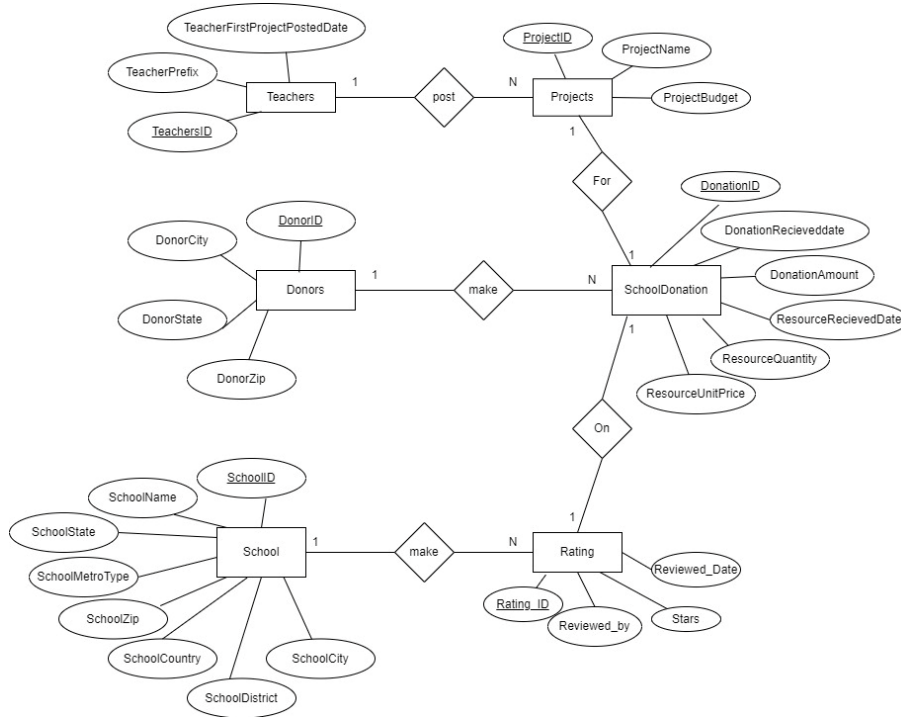 TeacherFirstProjectPostedDate
TeacherPrefix
Teachers
TeachersID
1
post
N
ProjectID
ProjectName
Projects
ProjectBudget
1
For
1
DonorID
DonorCity
Donors
DonorState
DonorZip
1
make
N
DonationID
DonationRecieveddate
SchoolDonation
DonationAmount
ResourceRecievedDate
ResourceQuantity
ResourceUnitPrice
1
On
1
SchoolID
SchoolName
SchoolState
School
SchoolMetroType
SchoolZip
SchoolCountry
SchoolCity
SchoolDistrict
1
make
N
Rating
Reviewed_Date
Rating_ID
Reviewed_by
Stars